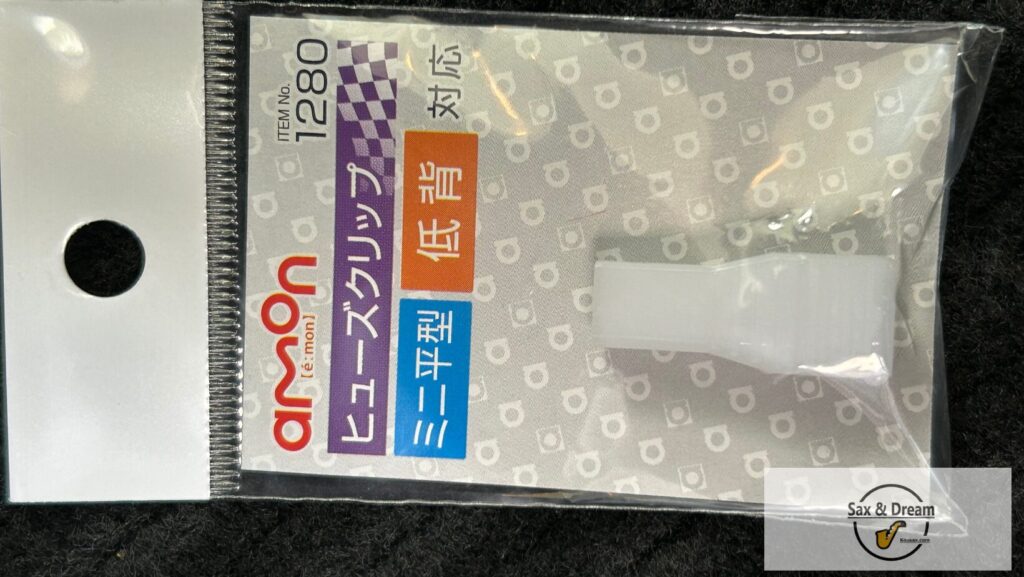 amon
[é:mon]
ITEM No.
1280
ヒューズクリップ
ミニ平型
低背
対応
Sax & Dream